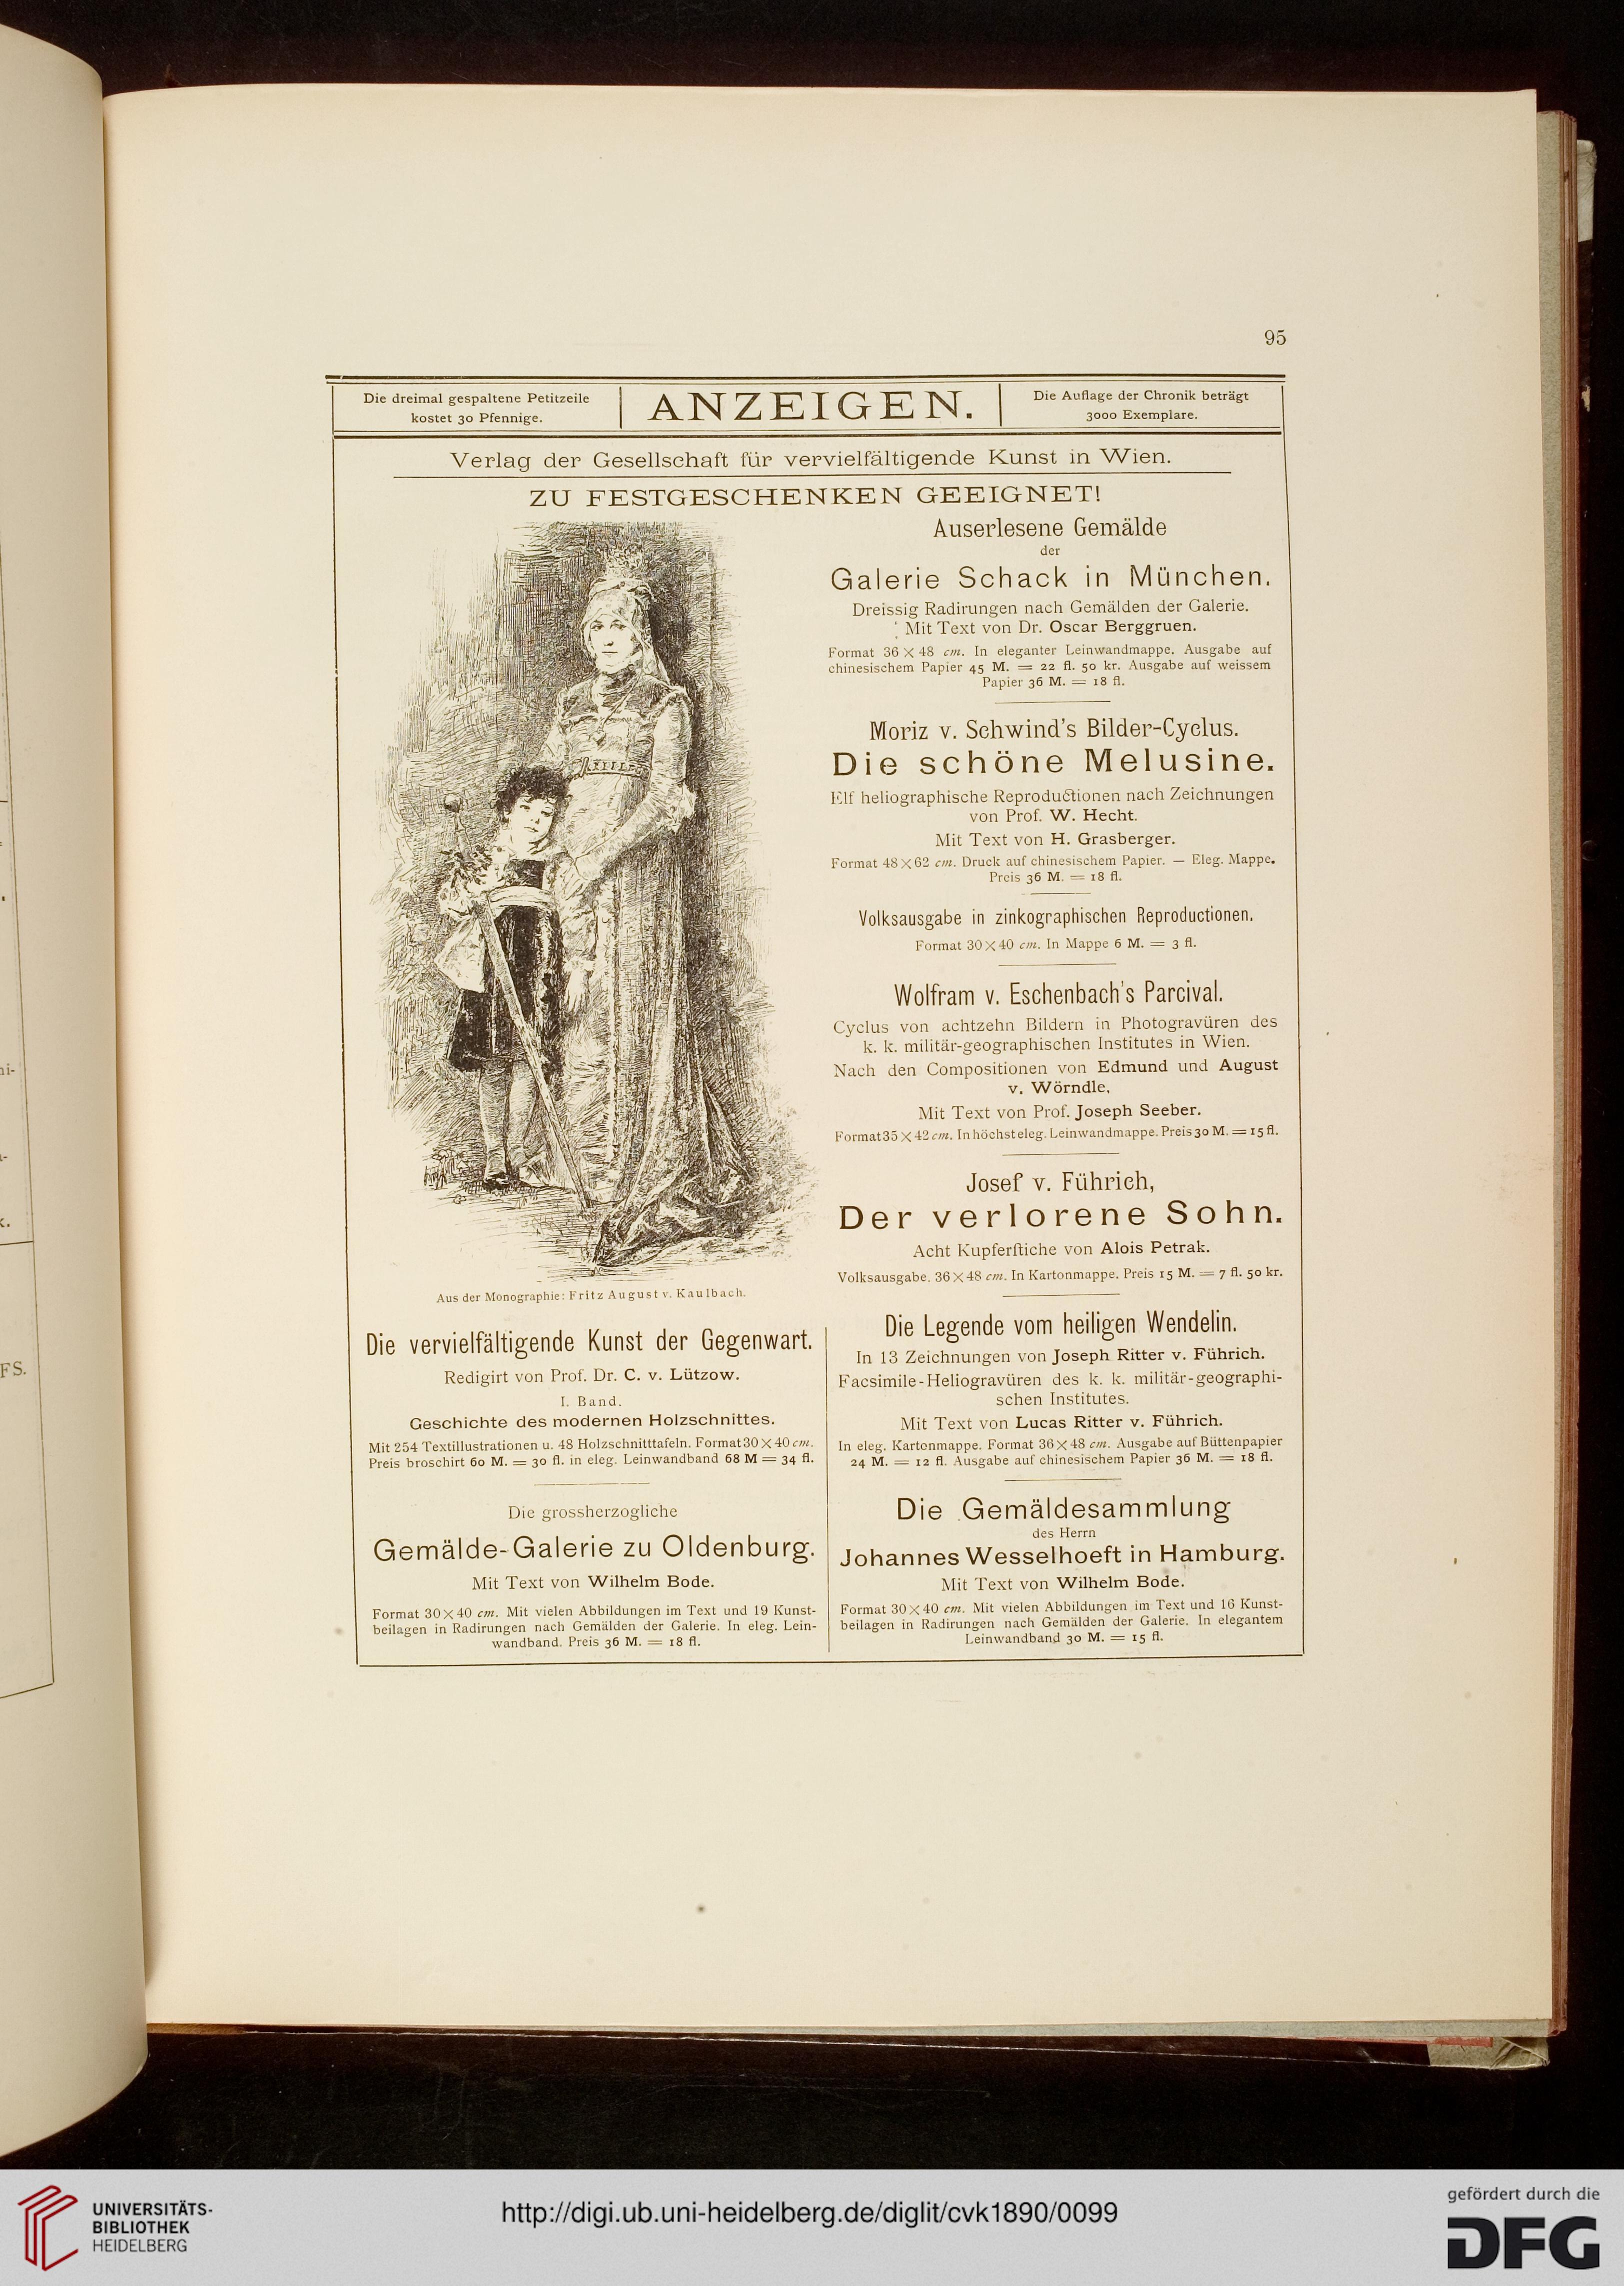 95
Die dreimal gespaltene Petitzeile
kostet 30 Pfennige.
ANZEIGEN.
Die Auflage der Chronik beträgt
3000 Exemplare.
Verlag der Gesellschaft für vervielfältigende Kunst in Wien.
ZU FESTGESCHENKEN GEEIGNET!
Aus der Monographie: Fritz August v. Kaulbach.
Die vervielfältigende Kunst der Gegenwart.
Redigirt von Prof. Dr. C. v. Lützow.
I. Band.
Geschichte des modernen Holzschnittes.
Mit 254 Textillustrationen u. 48 Holzschnitttafeln. Format 30 × 40 cm.
Preis broschirt 60 M. = 30 fl. in eleg. Leinwandband 68 M = 34 fl.
Die grossherzogliche
Gemälde-Galerie zu Oldenburg.
Mit Text von Wilhelm Bode.
Format 30 × 40 cm. Mit vielen Abbildungen im Text und 19 Kunst-
beilagen in Radirungen nach Gemälden der Galerie. In eleg. Lein-
wandband. Preis 36 M. = 18 fl.
Auserlesene Gemälde
der
Galerie Schack in München.
Dreissig Radirungen nach Gemälden der Galerie.
Mit Text von Dr. Oscar Berggruen.
Format 36 × 48 cm. In eleganter Leinwandmappe. Ausgabe auf
chinesischem Papier 45 M. = 22 fl. 50 kr. Ausgabe auf weissem
Papier 36 M. = 18 fl.
Moriz v. Schwind's Bilder-Cyclus.
Die schöne Melusine.
Elf heliographische Reproductionen nach Zeichnungen
von Prof. W. Hecht.
Mit Text von H. Grasberger.
Format 48 × 62 cm. Druck auf chinesischem Papier. — Eleg. Mappe.
Preis 36 M. = 18 fl.
Volksausgabe in zinkographischen Reproductionen.
Format 30 × 40 cm. In Mappe 6 M. = 3 fl.
Wolfram v. Eschenbach's Parcival.
Cyclus von achtzehn Bildern in Photogravüren des
k. k. militär-geographischen Institutes in Wien.
Nach den Compositionen von Edmund und August
v. Wörndle.
Mit Text von Prof. Joseph Seeber.
Format 35 × 42 cm. In höchst eleg. Leinwandmappe. Preis 30 M. = 15 fl.
Josef v. Führich,
Der verlorene Sohn.
Acht Kupferſtiche von Alois Petrak.
Volksausgabe. 36 × 48 cm. In Kartonmappe. Preis 15 M. = 7 fl. 50 kr.
Die Legende vom heiligen Wendelin.
In 13 Zeichnungen von Joseph Ritter v. Führich.
Facsimile-Heliogravüren des k. k. militär-geographi-
schen Institutes.
Mit Text von Lucas Ritter v. Führich.
In eleg. Kartonmappe. Format 36 × 48 cm. Ausgabe auf Büttenpapier
24 M. = 12 fl. Ausgabe auf chinesischem Papier 36 M. = 18 fl.
Die Gemäldesammlung
des Herrn
Johannes Wesselhoeft in Hamburg.
Mit Text von Wilhelm Bode.
Format 30 × 40 cm. Mit vielen Abbildungen im Text und 16 Kunst-
beilagen in Radirungen nach Gemälden der Galerie. In elegantem
Leinwandband 30 M. = 15 fl.
FS.
UNIVERSITÄTS-
BIBLIOTHEK
HEIDELBERG
http://digi.ub.uni-heidelberg.de/diglit/cvk1890/0099
gefördert durch die
DFG